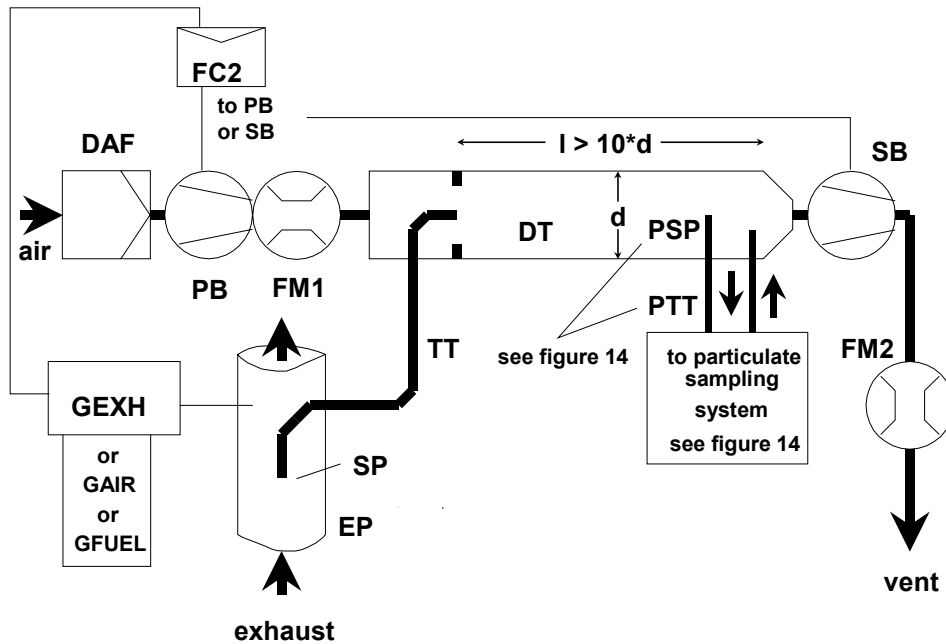 FC2
to PB
or SB
DAF
l > 10*d
SB
air
DT
d
PSP
PB
FM1
PTT
TT
see figure 14
FM2
to particulate
sampling
system
see figure 14
GEXH
or
GAIR
or
GFUEL
SP
EP
vent
exhaust